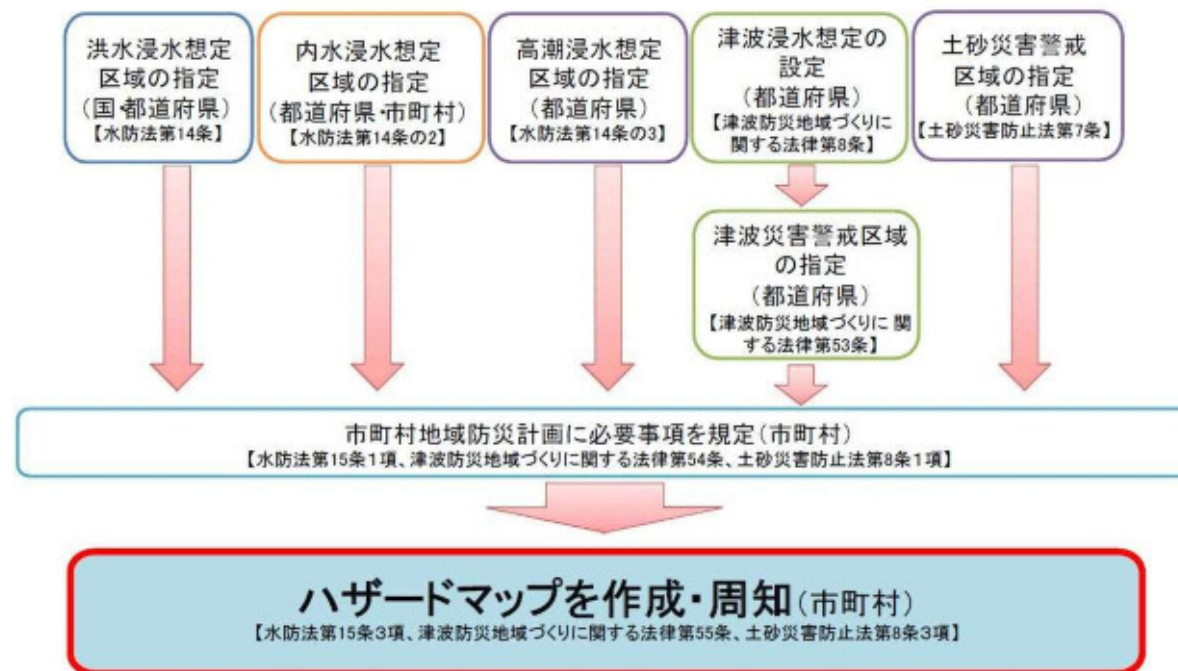 洪水浸水想定
区域の指定
(国・都道府県)
【水防法第14条】
内水浸水想定
区域の指定
(都道府県・市町村)
【水防法第14条の2】
高潮浸水想定
区域の指定
(都道府県)
【水防法第14条の3】
津波浸水想定の
設定
(都道府県)
【津波防災地域づくりに
関する法律第8条】
土砂災害警戒
区域の指定
(都道府県)
【土砂災害防止法第7条】
津波災害警戒区域
の指定
(都道府県)
【津波防災地域づくりに 関
する法律第53条】
市町村地域防災計画に必要事項を規定(市町村)
【水防法第15条1項、津波防災地域づくりに関する法律第54条、土砂災害防止法第8条1項】
ハザードマップを作成・周知(市町村)
【水防法第15条3項、津波防災地域づくりに関する法律第55条、土砂災害防止法第8条3項】